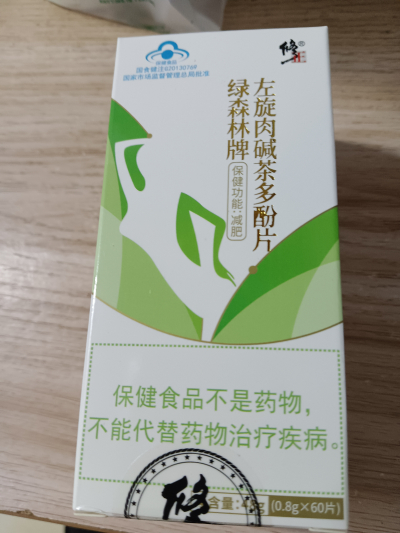 保健食品
国食健注G20130768
国家市场监督管理总局批准
修
绿森林牌
左旋肉碱茶多酚片
保健功能：减肥
保健食品不是药物，
不能代替药物治疗疾病。
修
含量：
(0.8g×60片)